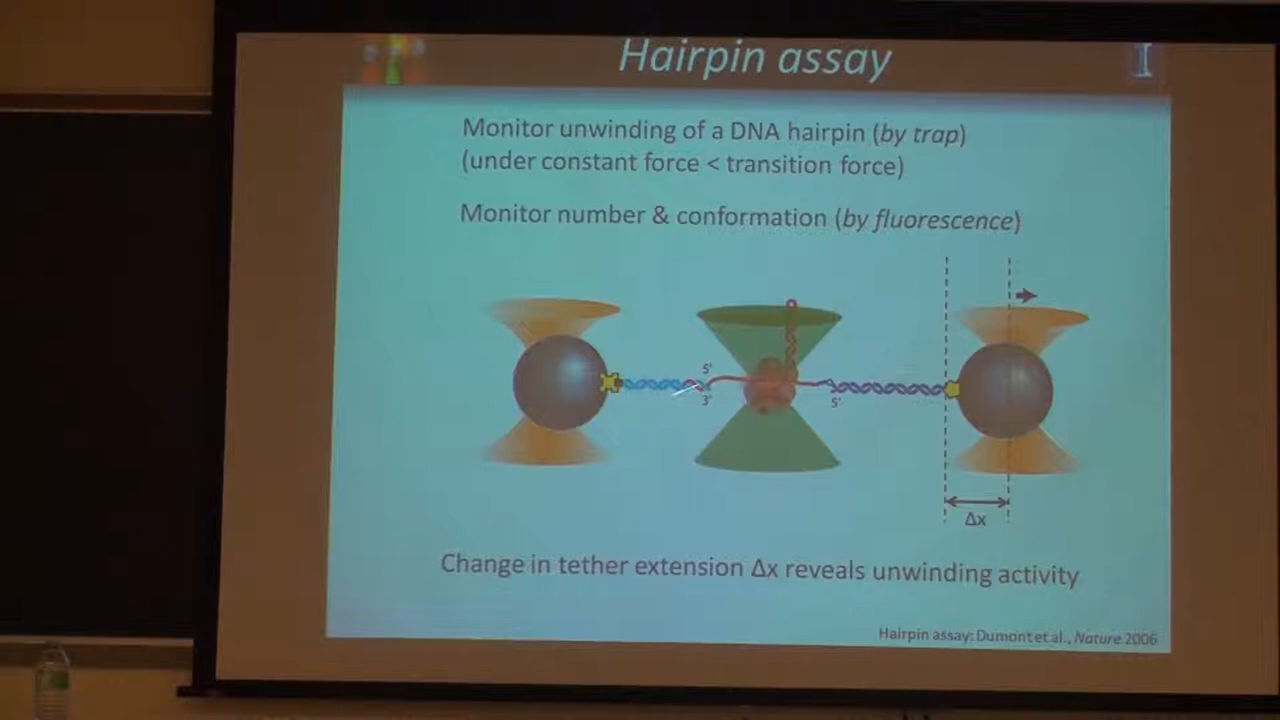 Hairpin assay
I
Monitor unwinding of a DNA hairpin (by trap)
(under constant force < transition force)
Monitor number & conformation (by fluorescence)
5'
3'
5'
Δx
Change in tether extension Δx reveals unwinding activity
Hairpin assay: Dumont et al., Nature 2006